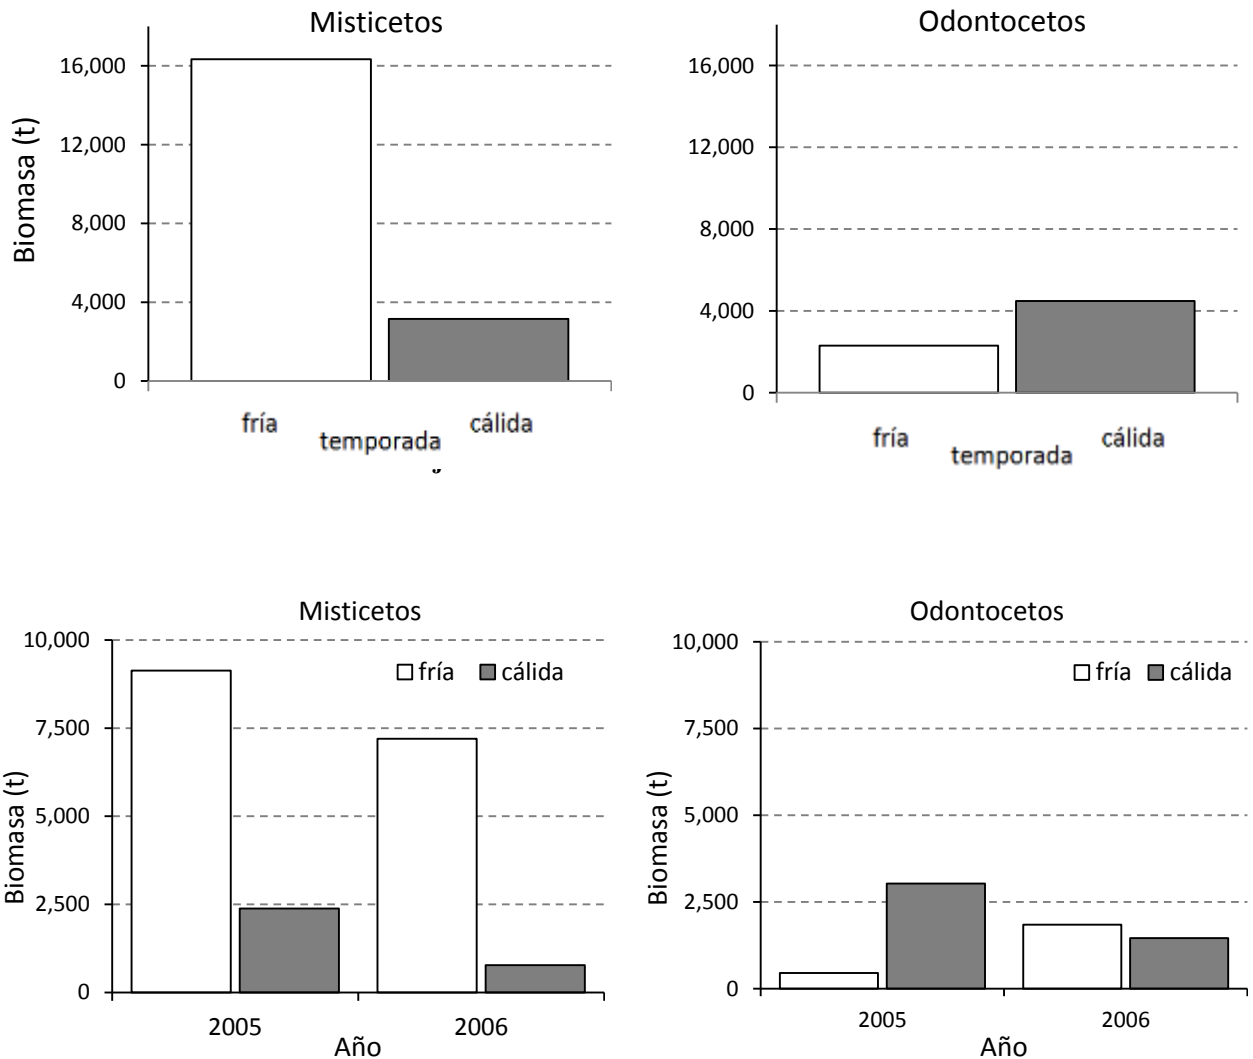 Misticetos
Biomasa (t)
16,000
12,000
8,000
4,000
0
fría
cálida
temporada
Odontocetos
16,000
12,000
8,000
4,000
0
fría
cálida
temporada
Misticetos
Biomasa (t)
10,000
7,500
5,000
2,500
0
fría cálida
2005 2006
Año
Odontocetos
Biomasa (t)
10,000
7,500
5,000
2,500
0
fría cálida
2005 2006
Año